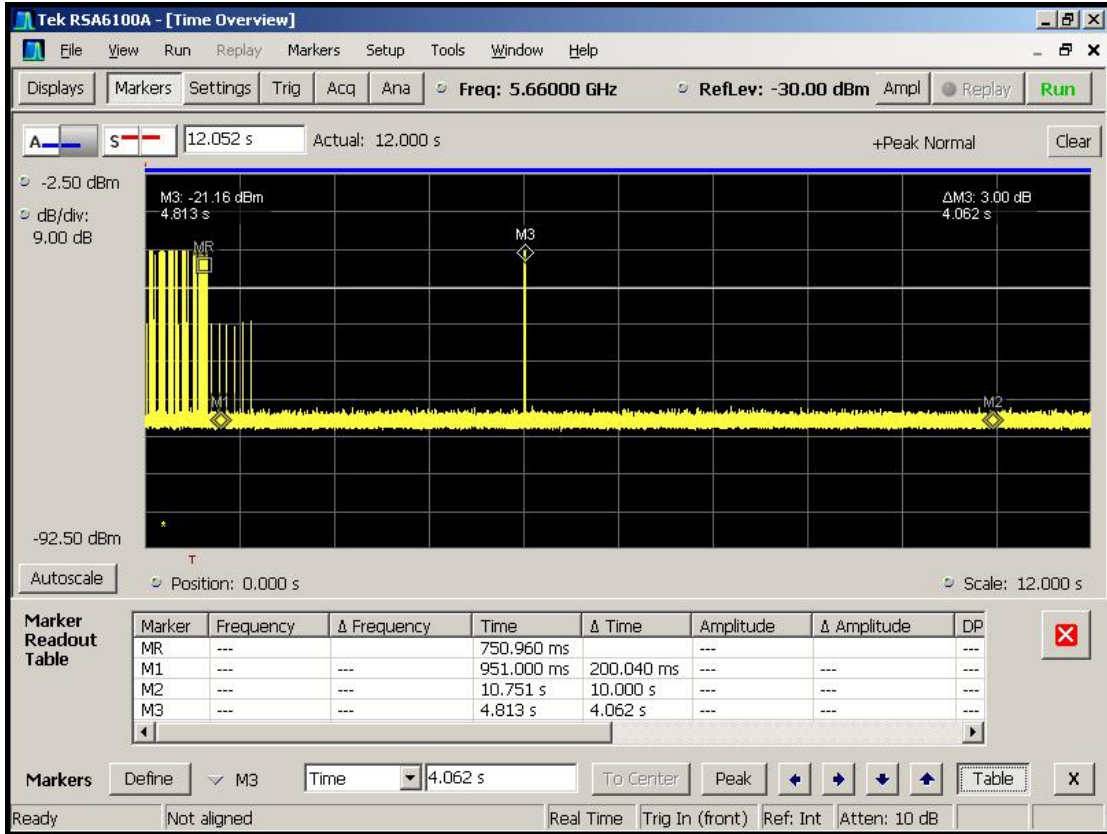 Tek RSA6100A - [Time Overview]
File View Run Replay Markers Setup Tools Window Help
Displays Markers Settings Trig Acq Ana Freq: 5.66000 GHz RefLev: -30.00 dBm Ampl Replay Run
A S 12.052 s Actual: 12.000 s +Peak Normal Clear
-2.50 dBm
dB/div:
9.00 dB
M3: -21.16 dBm
4.813 s
ΔM3: 3.00 dB
4.062 s
MR
M3
M1
M2
-92.50 dBm
T
Autoscale Position: 0.000 s Scale: 12.000 s
Marker Readout Table
Marker Frequency Δ Frequency Time Δ Time Amplitude Δ Amplitude DP
MR --- 750.960 ms --- ---
M1 --- --- 951.000 ms 200.040 ms --- --- ---
M2 --- --- 10.751 s 10.000 s --- --- ---
M3 --- --- 4.813 s 4.062 s --- --- ---
Markers Define M3 Time 4.062 s To Center Peak Table X
Ready Not aligned Real Time Trig In (front) Ref: Int Atten: 10 dB